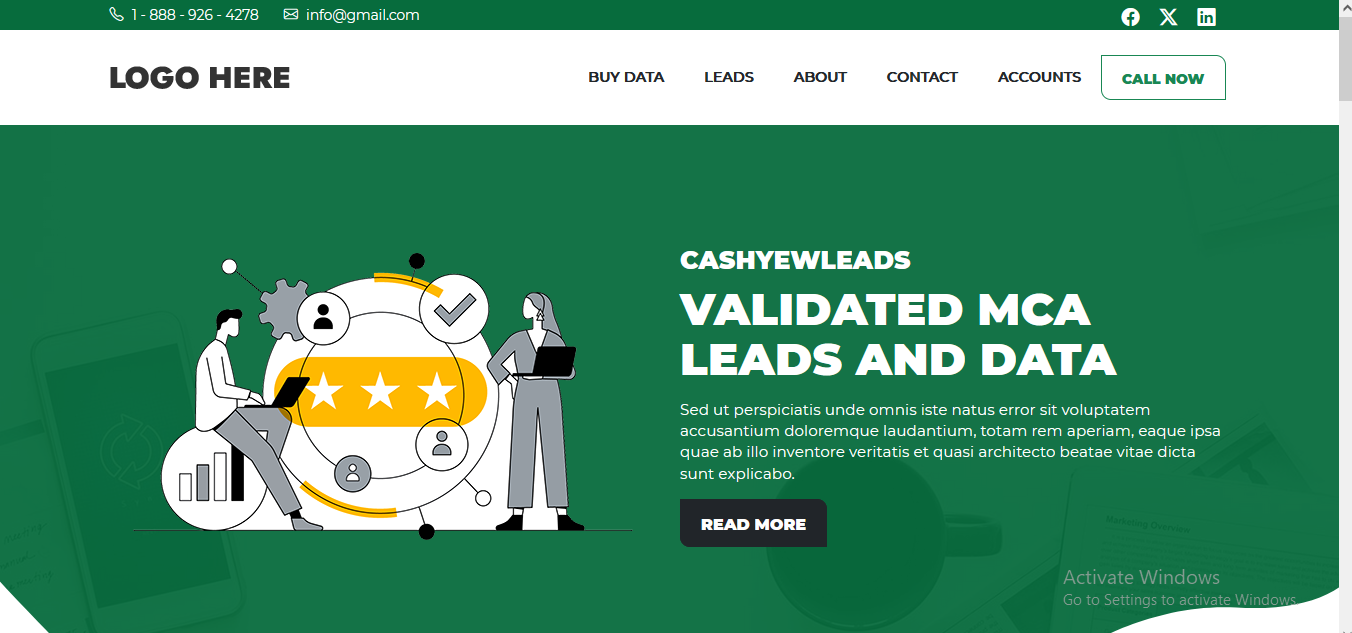 1 - 888 - 926 - 4278 info@gmail.com
LOGO HERE
BUY DATA LEADS ABOUT CONTACT ACCOUNTS CALL NOW
CASHYEWLEADS
VALIDATED MCA
LEADS AND DATA
Sed ut perspiciatis unde omnis iste natus error sit voluptatem
accusantium doloremque laudantium, totam rem aperiam, eaque ipsa
quae ab illo inventore veritatis et quasi architecto beatae vitae dicta
sunt explicabo.
READ MORE
Marketing Overview
Activate Windows
Go to Settings to activate Windows.